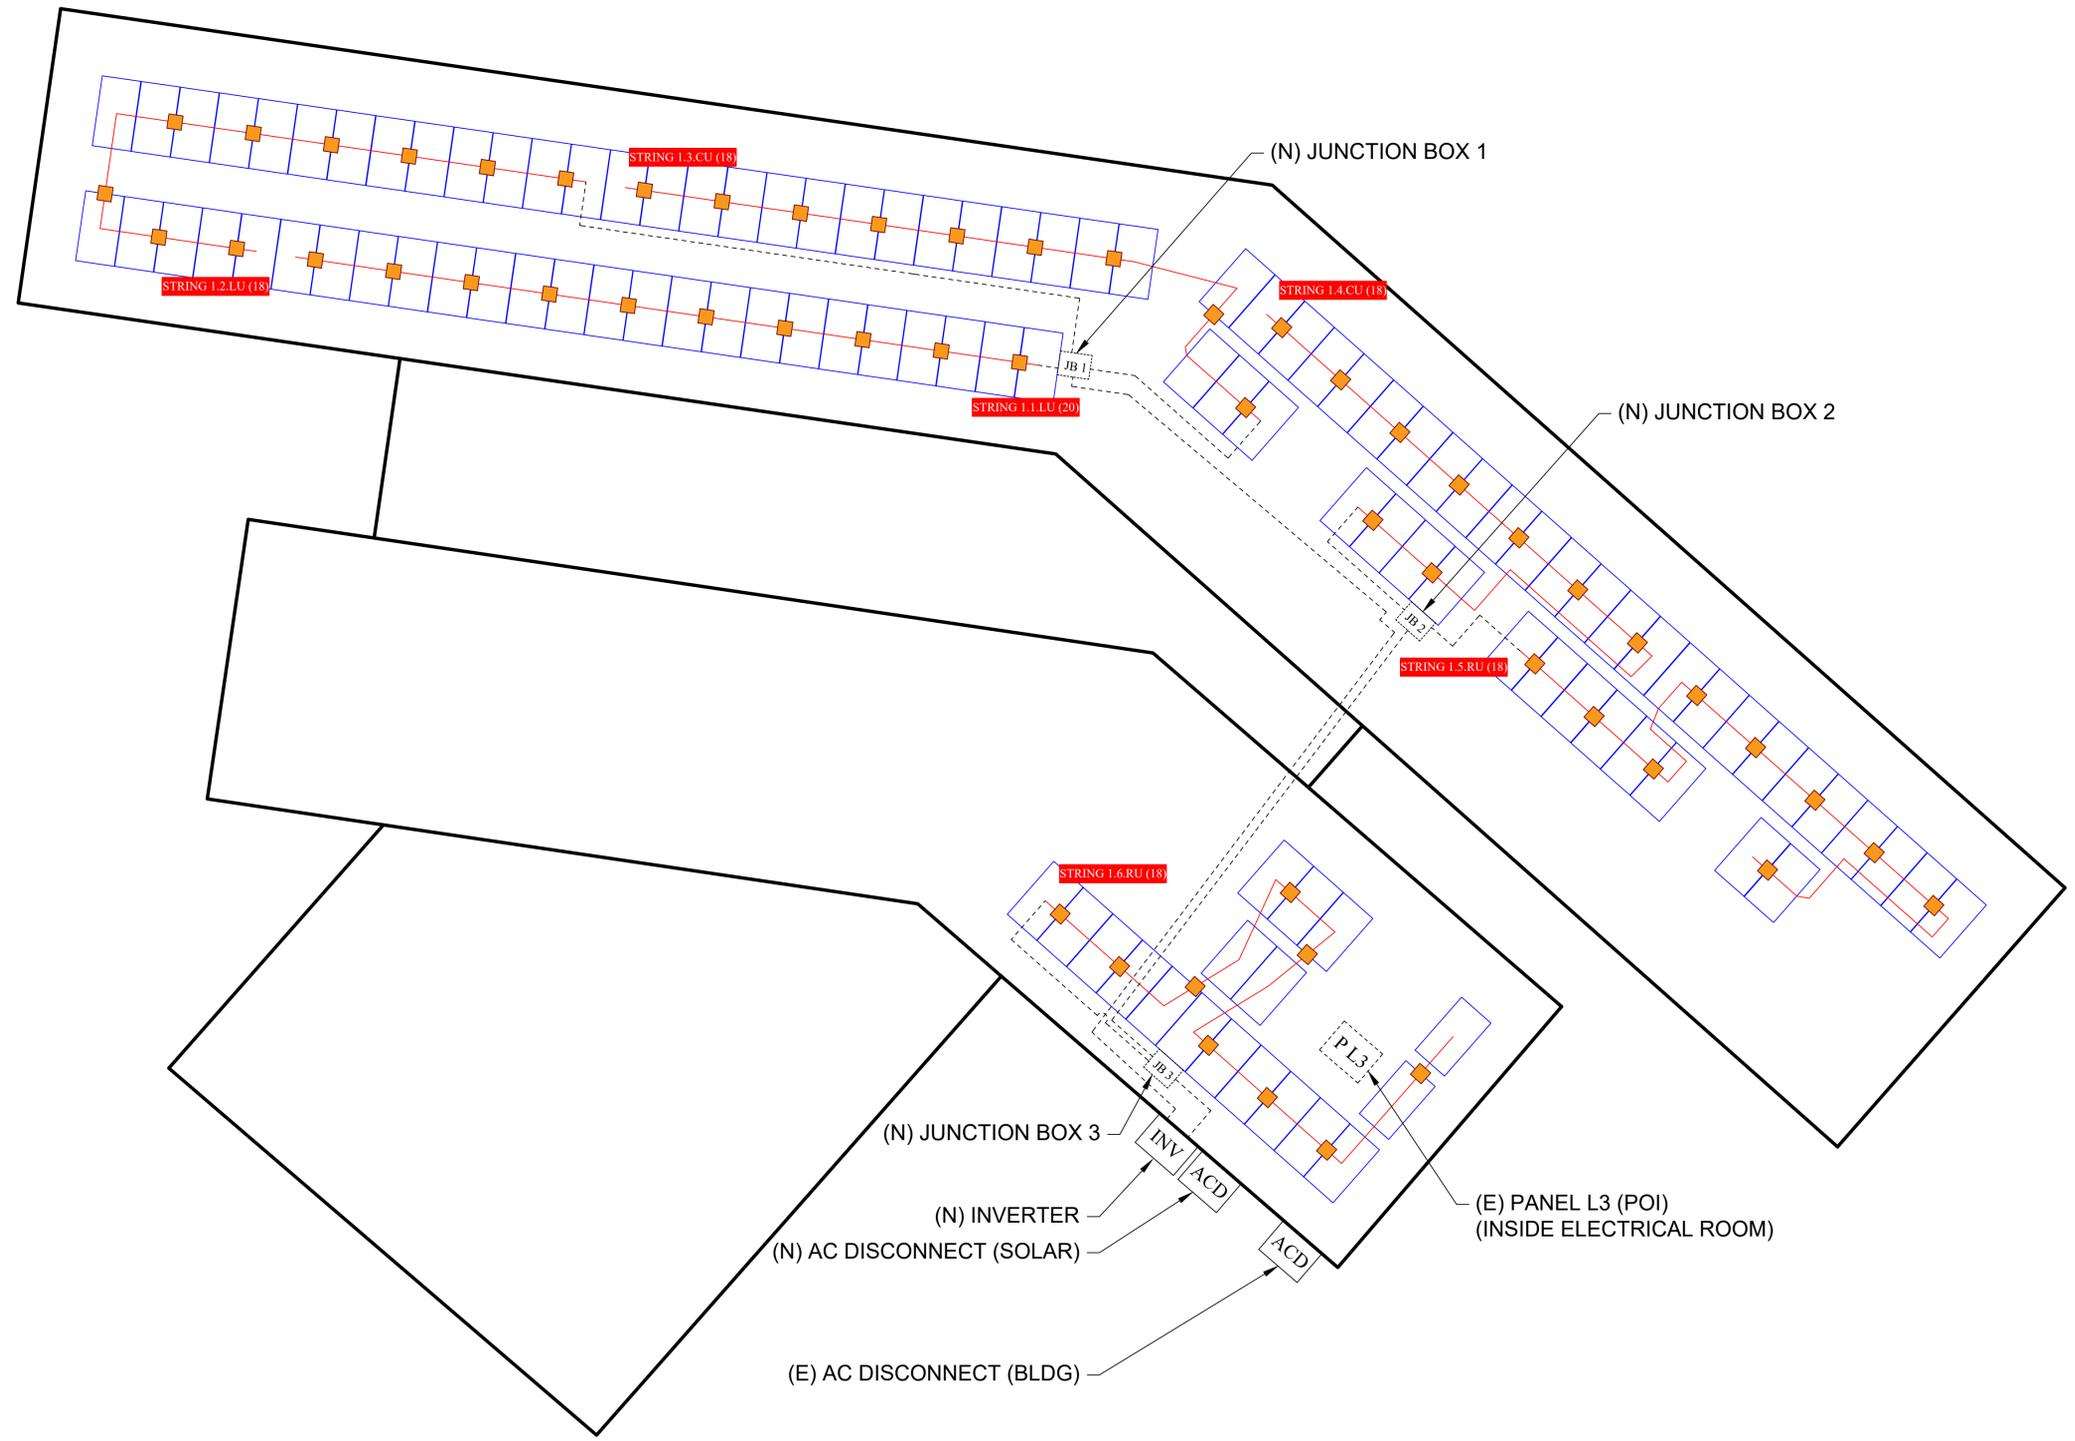 (N) JUNCTION BOX 1
STRING 1.3.CU (18)
STRING 1.2.LU (18)
STRING 1.4.CU (18)
JB 1
STRING 1.1.LU (20)
(N) JUNCTION BOX 2
JB 2
STRING 1.5.RU (18)
STRING 1.6.RU (18)
P L3
JB 3
(N) JUNCTION BOX 3
INV
ACD
(N) INVERTER
(N) AC DISCONNECT (SOLAR)
(E) PANEL L3 (POI)
(INSIDE ELECTRICAL ROOM)
ACD
(E) AC DISCONNECT (BLDG)